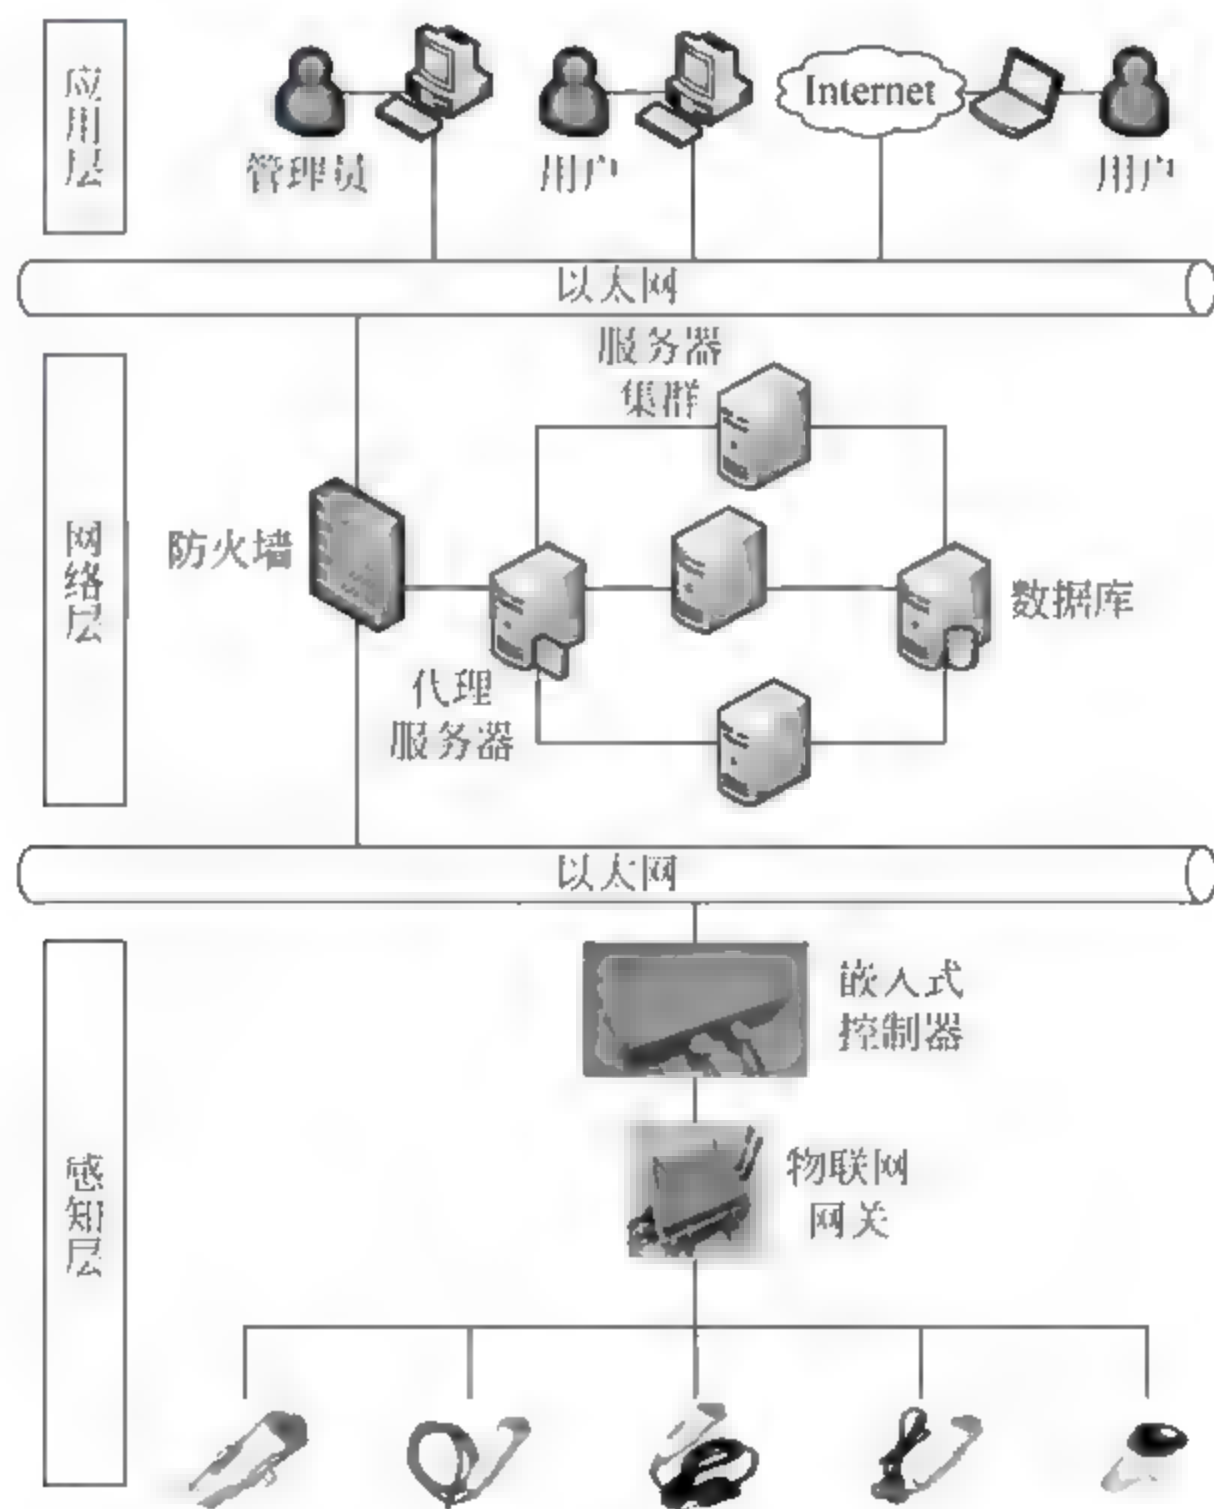 应用层
Internet
管理员
用户
用户
以太网
服务器
集群
网络层
防火墙
数据库
代理
服务器
以太网
嵌入式
控制器
感知层
物联网
网关